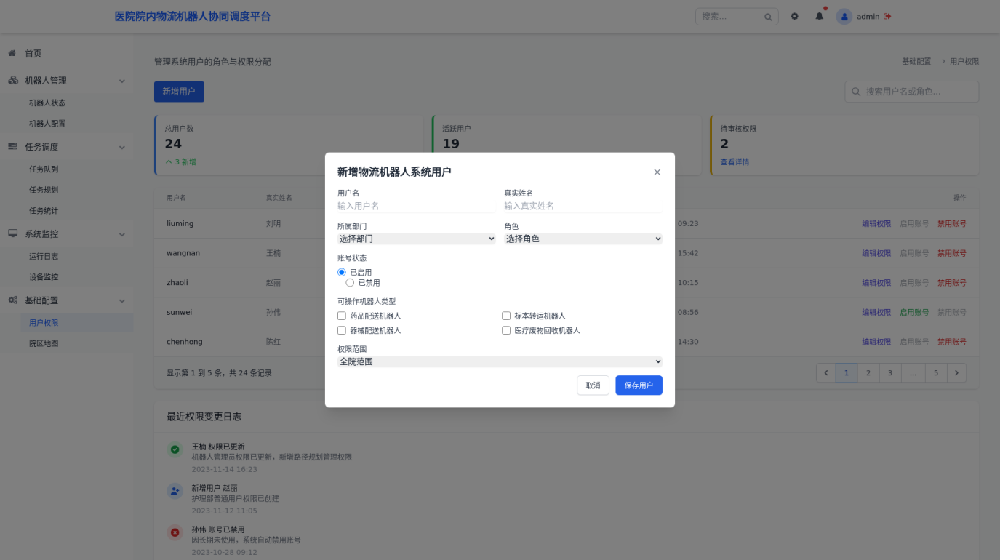 医院院内物流机器人协同调度平台
搜索...
admin
首页
机器人管理
机器人状态
机器人配置
任务调度
任务队列
任务规划
任务统计
系统监控
运行日志
设备监控
基础配置
用户权限
院区地图
管理系统用户的角色与权限分配
基础配置 > 用户权限
新增用户
搜索用户名或角色...
总用户数
24
3 新增
活跃用户
19
待审核权限
2
查看详情
用户名 真实姓名 操作
liuming 刘明 09:23 编辑权限 启用账号 禁用账号
wangnan 王楠 15:42 编辑权限 启用账号 禁用账号
zhaoli 赵丽 10:15 编辑权限 启用账号 禁用账号
sunwei 孙伟 08:56 编辑权限 启用账号 禁用账号
chenhong 陈红 14:30 编辑权限 启用账号 禁用账号
显示第 1 到 5 条，共 24 条记录
1 2 3 ... 5
新增物流机器人系统用户
用户名 真实姓名
输入用户名 输入真实姓名
所属部门 角色
选择部门 选择角色
账号状态
已启用
已禁用
可操作机器人类型
药品配送机器人 标本转运机器人
器械配送机器人 医疗废物回收机器人
权限范围
全院范围
取消 保存用户
最近权限变更日志
王楠 权限已更新
机器人管理员权限已更新，新增路径规划管理权限
2023-11-14 16:23
新增用户 赵丽
护理部普通用户权限已创建
2023-11-12 11:05
孙伟 账号已禁用
因长期未使用，系统自动禁用账号
2023-10-28 09:12